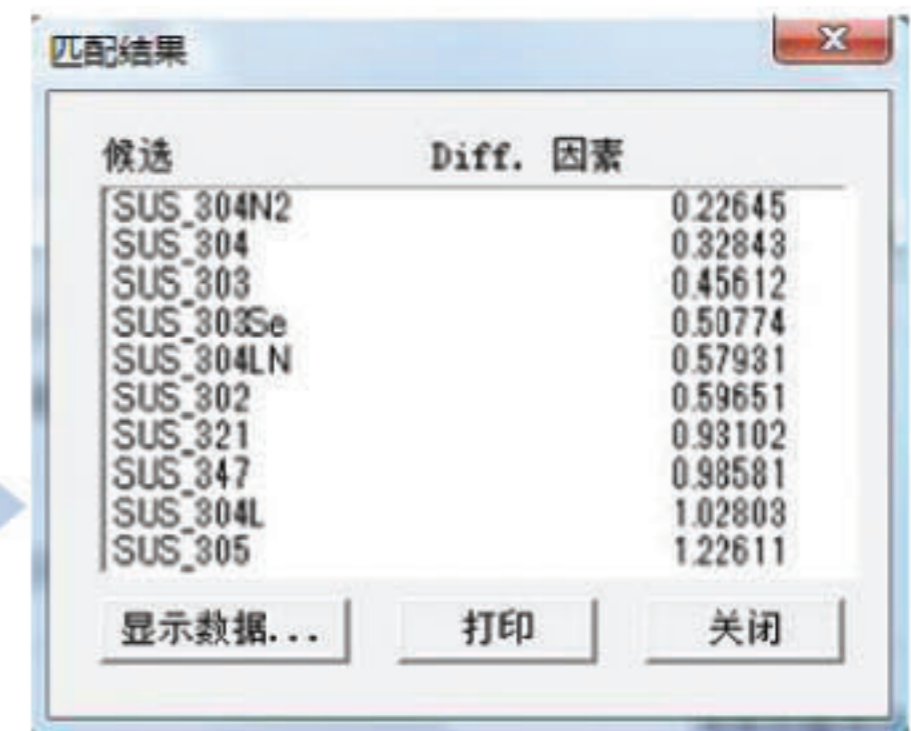 匹配结果
候选 Diff. 因素
SUS_304N2 0.22645
SUS_304 0.32843
SUS_303 0.45612
SUS_303Se 0.50774
SUS_304LN 0.57931
SUS_302 0.59651
SUS_321 0.93102
SUS_347 0.98581
SUS_304L 1.02803
SUS_305 1.22611
显示数据... 打印 关闭